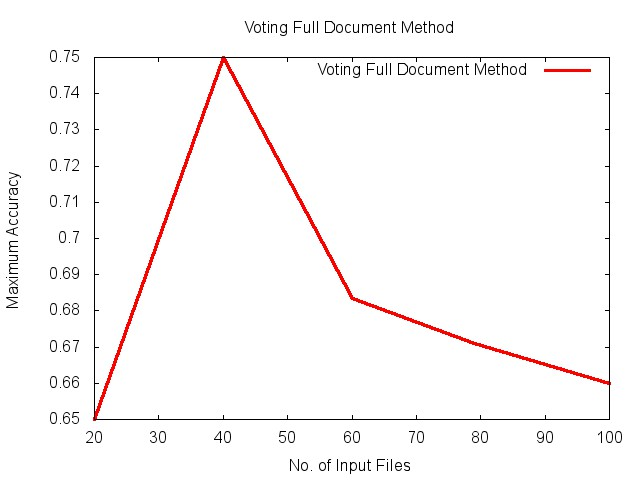 Voting Full Document Method
Voting Full Document Method
0.75
0.74
0.73
0.72
0.71
0.7
0.69
0.68
0.67
0.66
0.65
Maximum Accuracy
20 30 40 50 60 70 80 90 100
No. of Input Files